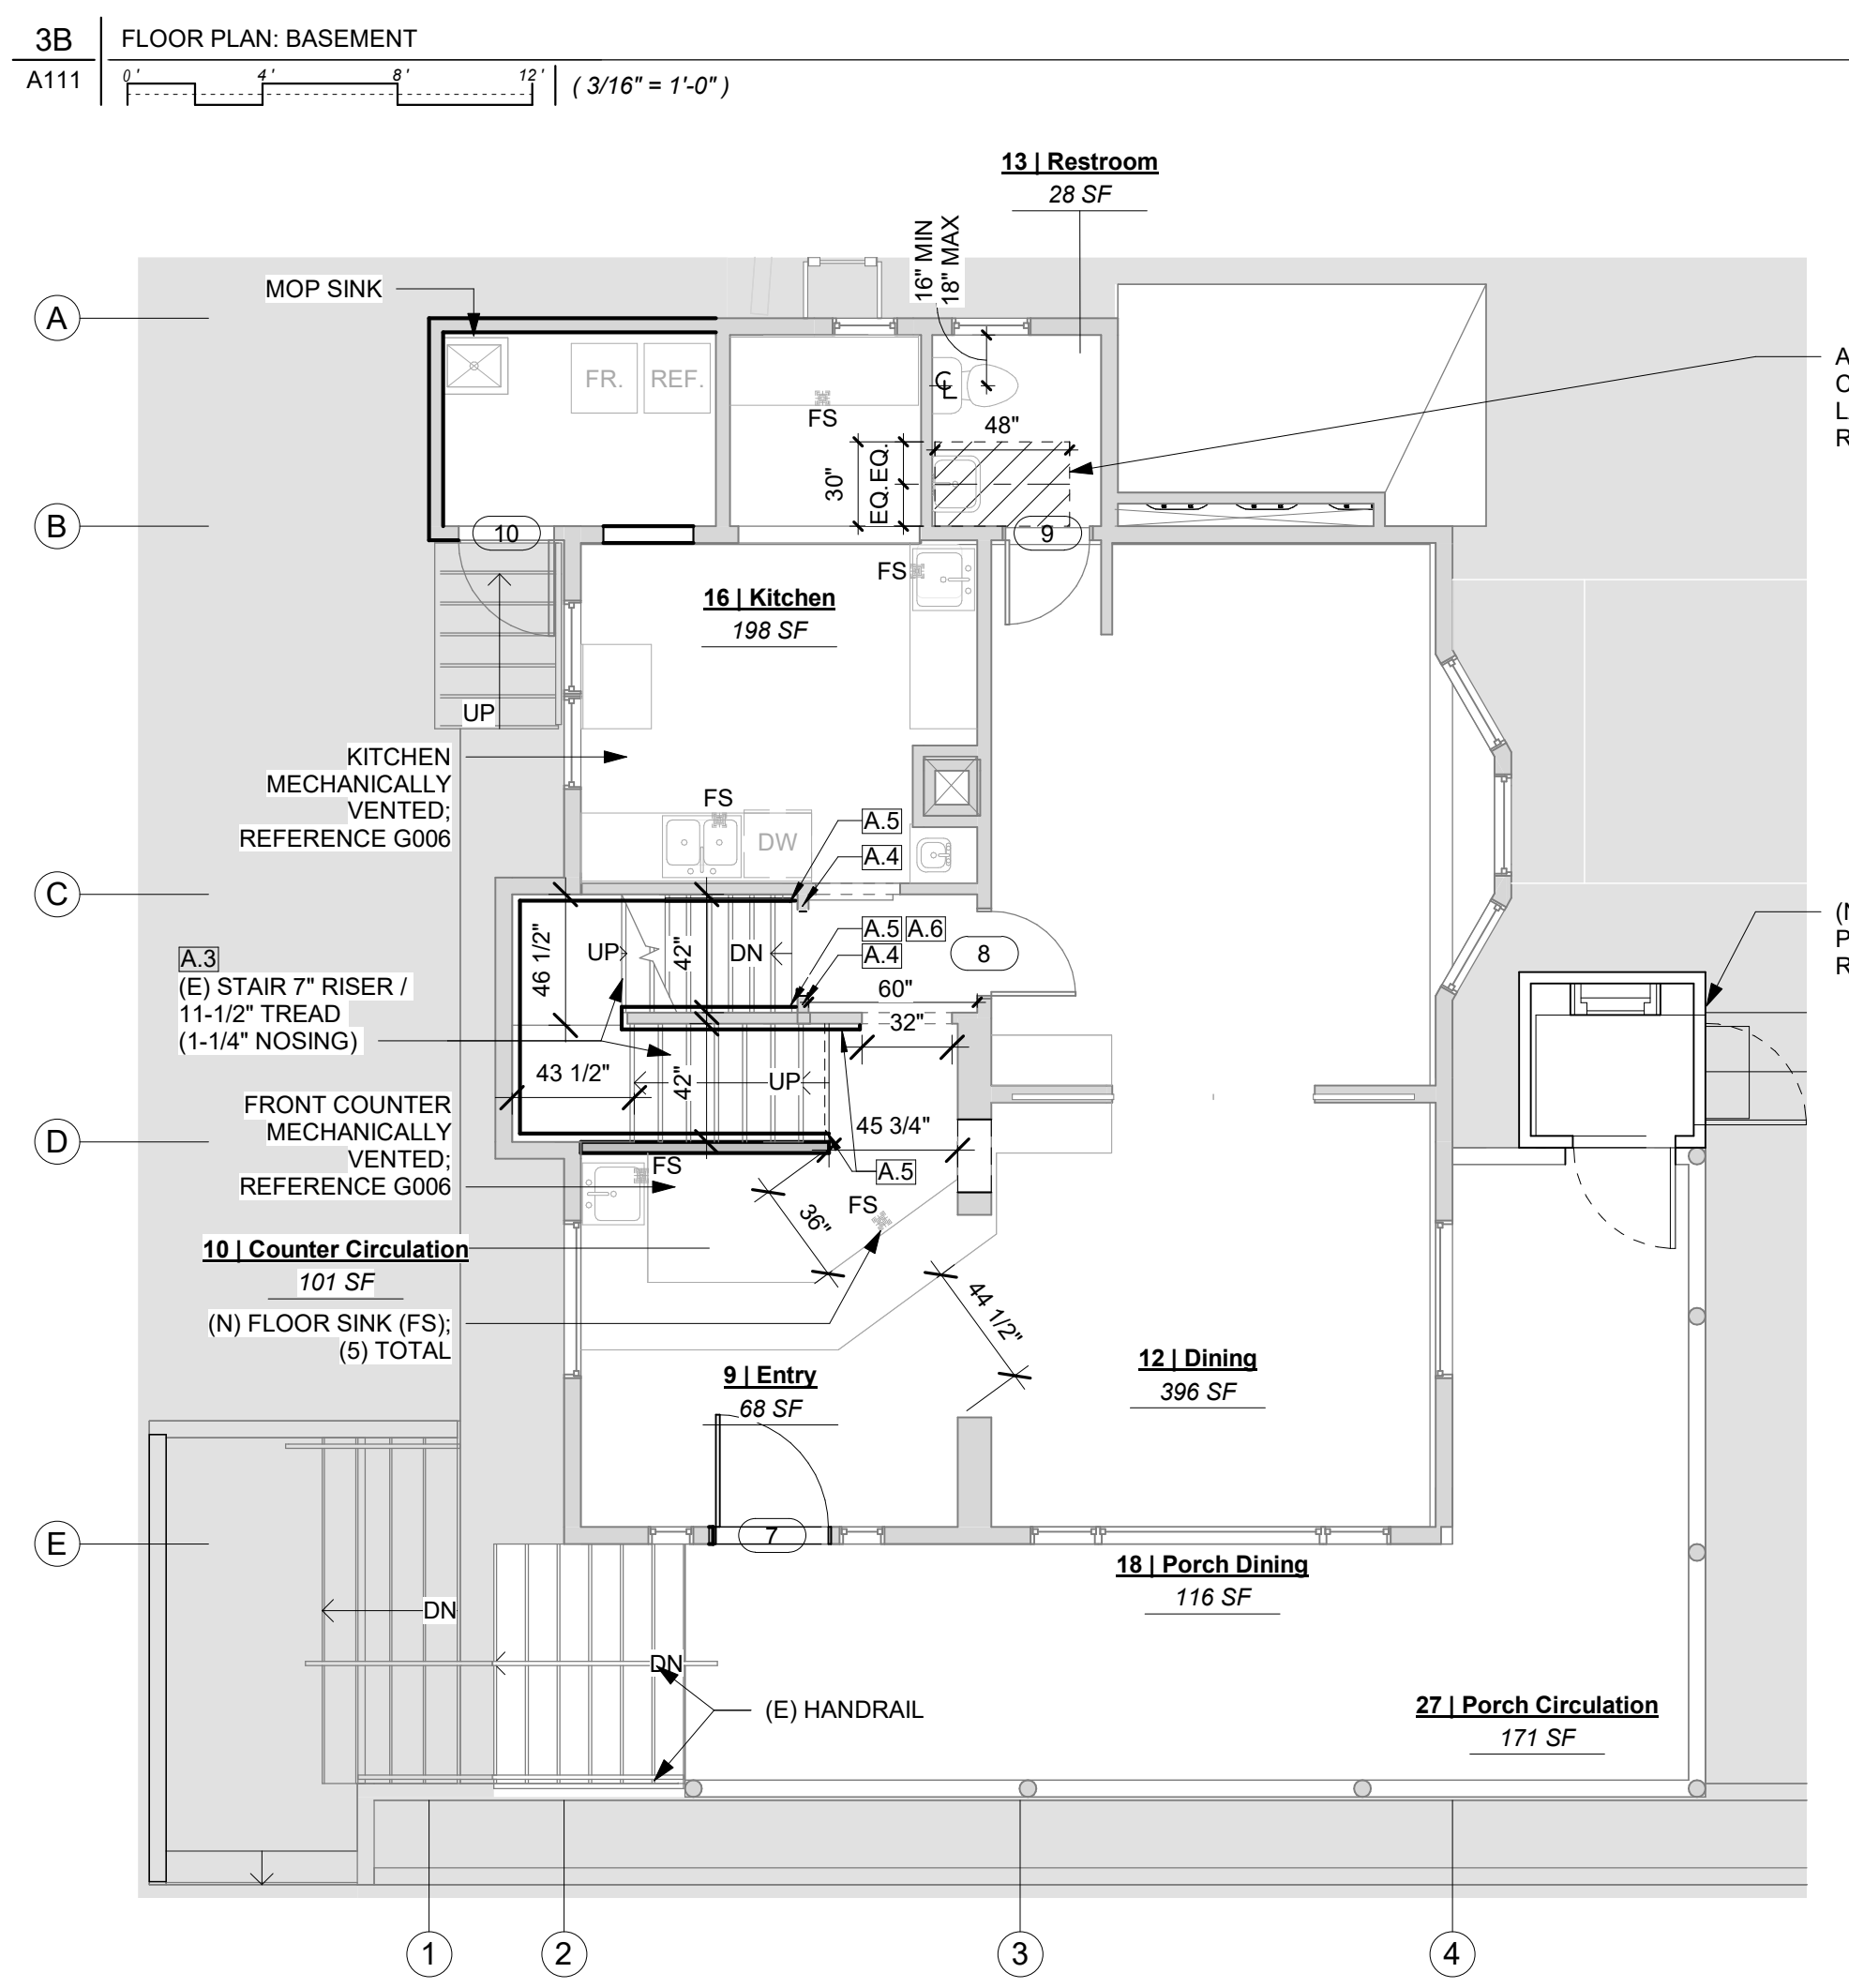 3B
FLOOR PLAN: BASEMENT
A111
0' 4' 8' 12'
( 3/16" = 1'-0" )
13 | Restroom
28 SF
16" MIN
18" MAX
A
MOP SINK
FR.
REF.
FS
CL
48"
30"
EQ. EQ.
A
C
L
R
B
10
9
FS
16 | Kitchen
198 SF
UP
KITCHEN
MECHANICALLY
VENTED;
REFERENCE G006
FS
DW
A.5
A.4
C
46 1/2"
UP
42"
DN
A.5 A.6
A.4
8
60"
32"
(N
P
R
A.3
(E) STAIR 7" RISER /
11-1/2" TREAD
(1-1/4" NOSING)
43 1/2"
42"
UP
45 3/4"
A.5
D
FRONT COUNTER
MECHANICALLY
VENTED;
REFERENCE G006
FS
FS
36"
10 | Counter Circulation
101 SF
(N) FLOOR SINK (FS);
(5) TOTAL
44 1/2"
9 | Entry
68 SF
12 | Dining
396 SF
E
7
18 | Porch Dining
116 SF
DN
DN
(E) HANDRAIL
27 | Porch Circulation
171 SF
1
2
3
4